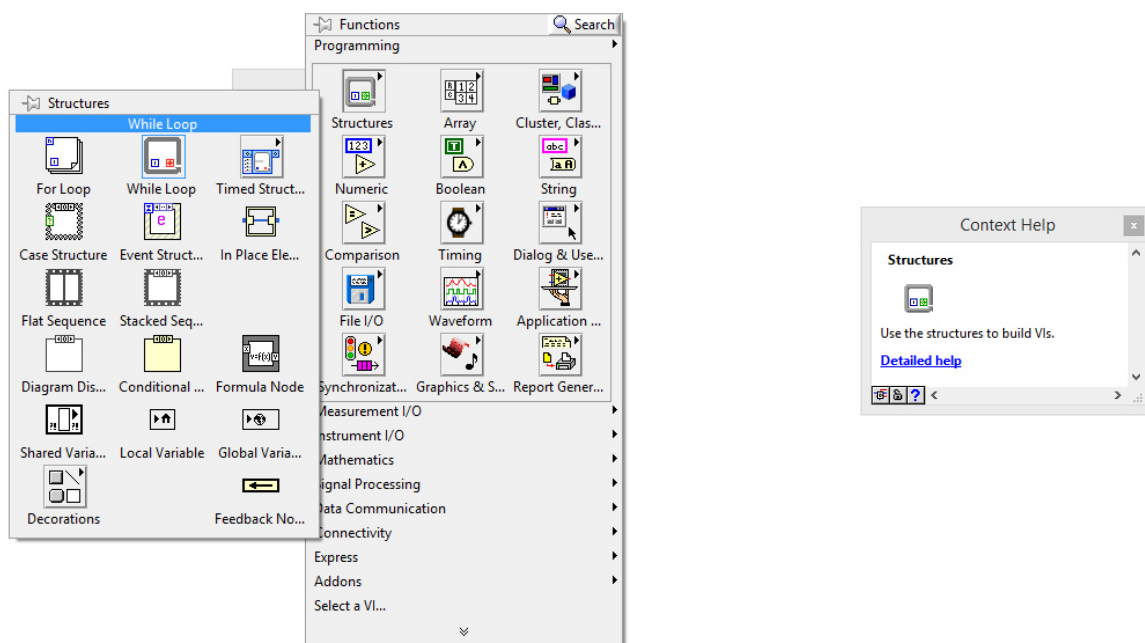 Functions
Search
Programming
Structures
Array
Cluster, Clas...
Numeric
Boolean
String
Comparison
Timing
Dialog & Use...
File I/O
Waveform
Application ...
Synchronizat...
Graphics & S...
Report Gener...
Measurement I/O
Instrument I/O
Mathematics
Signal Processing
Data Communication
Connectivity
Express
Addons
Select a VI...
Structures
While Loop
For Loop
While Loop
Timed Struct...
Case Structure
Event Struct...
In Place Ele...
Flat Sequence
Stacked Seq...
Diagram Dis...
Conditional ...
Formula Node
Shared Varia...
Local Variable
Global Varia...
Decorations
Feedback No...
Context Help
Structures
Use the structures to build VIs.
Detailed help